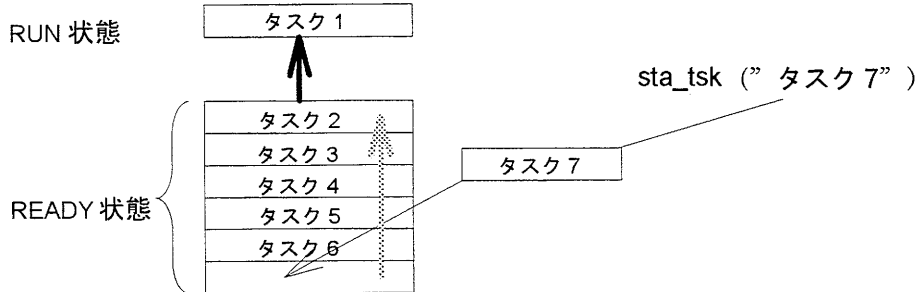 タスク1
RUN 状態
sta_tsk (”タスク7”)
タスク2
タスク3
タスク7
タスク4
READY 状態
タスク5
タスク6